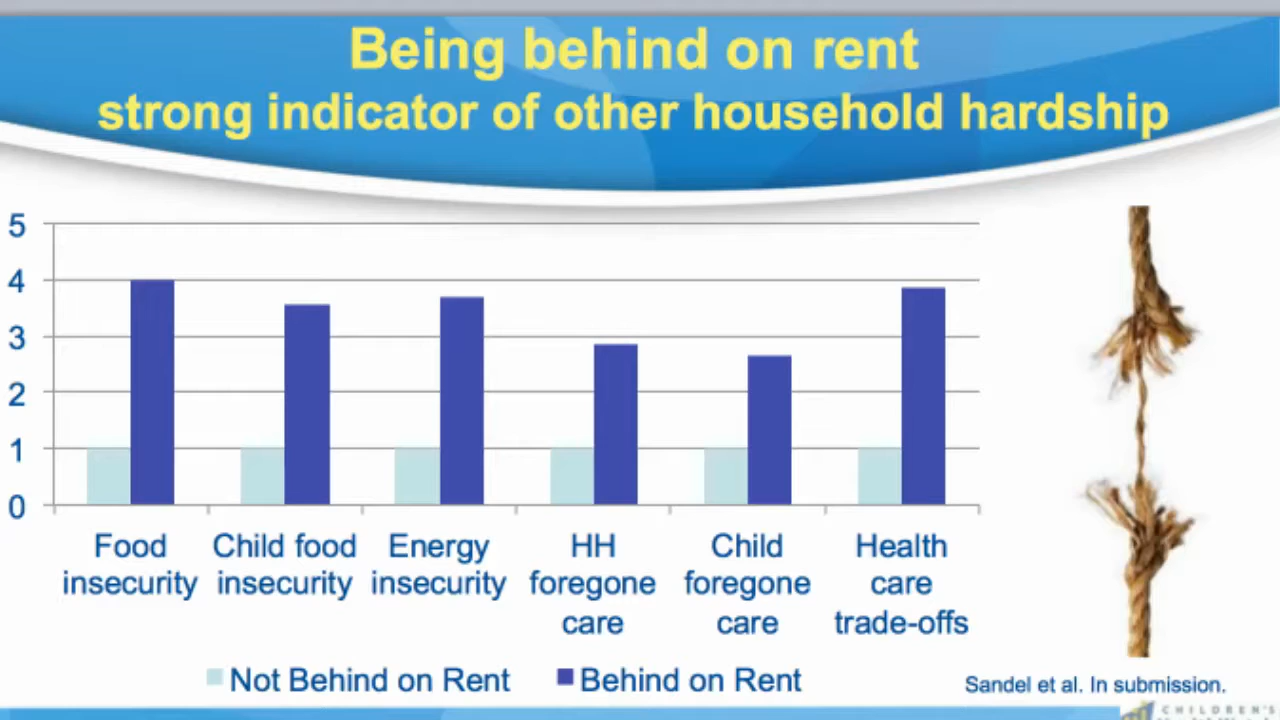 Being behind on rent
strong indicator of other household hardship
5
4
3
2
1
0
Food insecurity
Child food insecurity
Energy insecurity
HH foregone care
Child foregone care
Health care trade-offs
Not Behind on Rent
Behind on Rent
Sandel et al. In submission.
CHILDREN'S